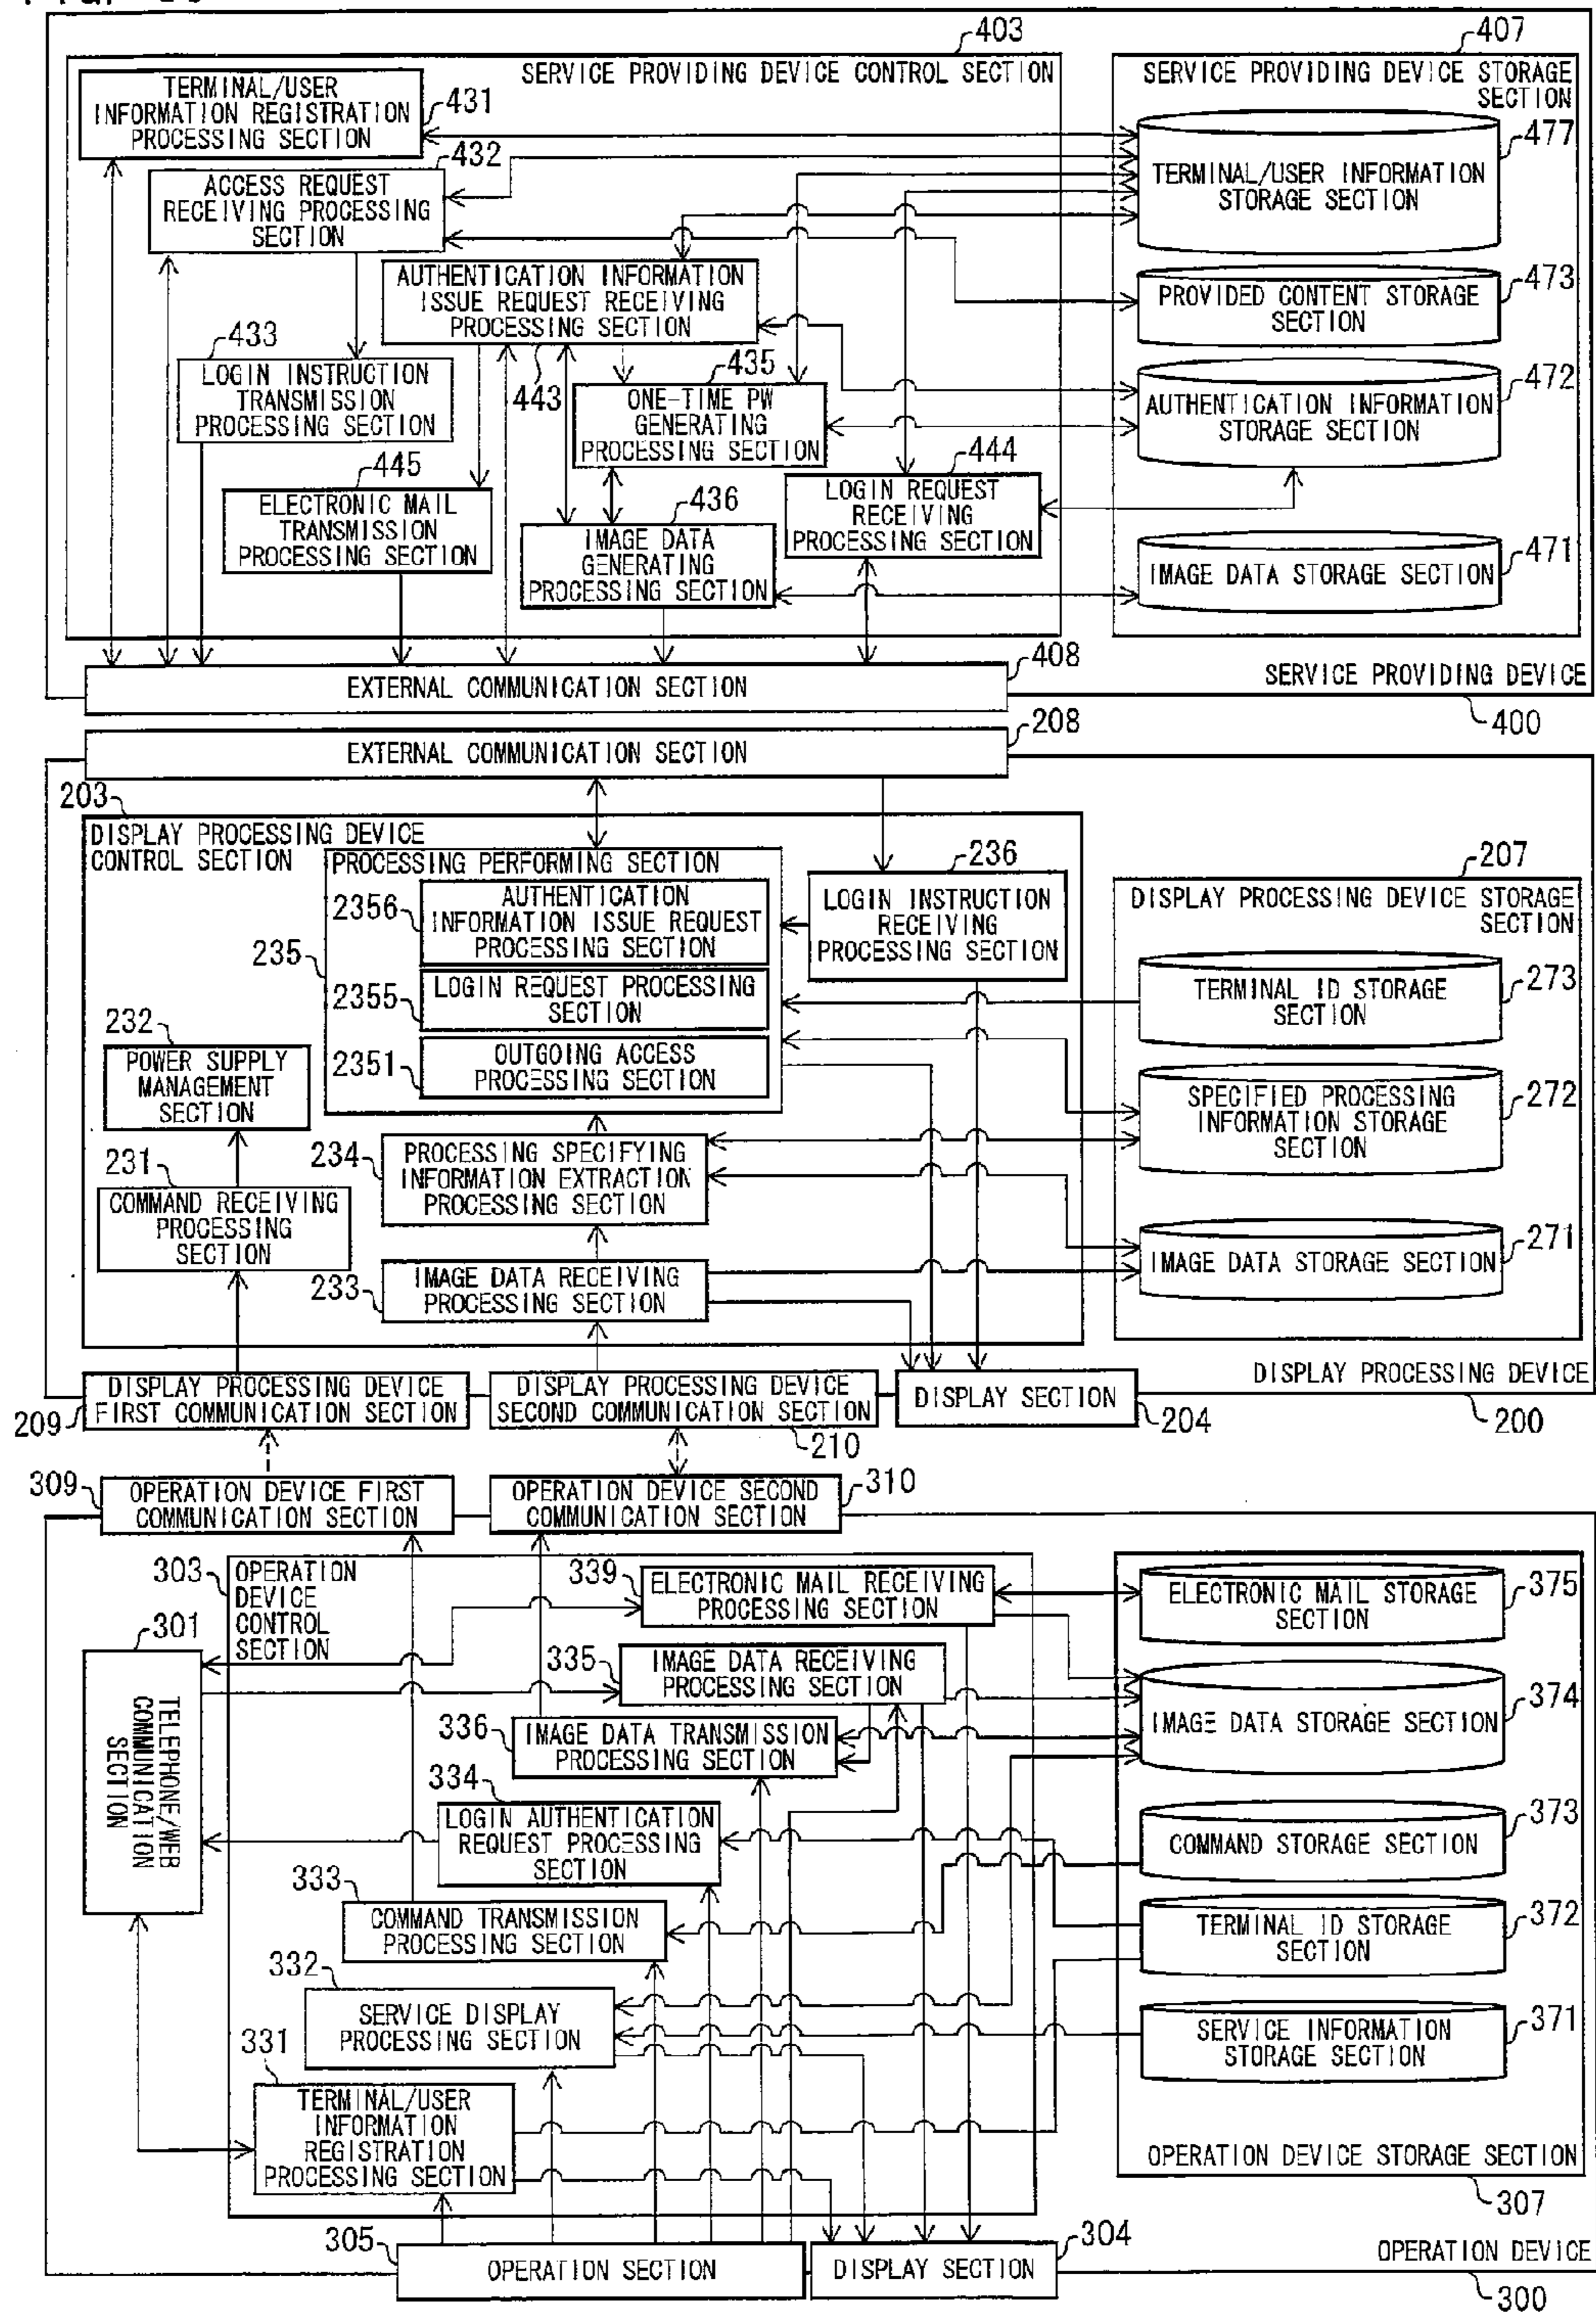 403
407
SERVICE PROVIDING DEVICE CONTROL SECTION
SERVICE PROVIDING DEVICE STORAGE
SECTION
TERMINAL/USER
INFORMATION REGISTRATION
PROCESSING SECTION
431
477
TERMINAL/USER INFORMATION
STORAGE SECTION
432
ACCESS REQUEST
RECEIVING PROCESSING
SECTION
AUTHENTICATION INFORMATION
ISSUE REQUEST RECEIVING
PROCESSING SECTION
443
PROVIDED CONTENT STORAGE
SECTION
473
433
LOGIN INSTRUCTION
TRANSMISSION
PROCESSING SECTION
435
ONE-TIME PW
GENERATING
PROCESSING SECTION
AUTHENTICATION INFORMATION
STORAGE SECTION
472
445
ELECTRONIC MAIL
TRANSMISSION
PROCESSING SECTION
436
IMAGE DATA
GENERATING
PROCESSING SECTION
444
LOGIN REQUEST
RECEIVING
PROCESSING SECTION
IMAGE DATA STORAGE SECTION
471
EXTERNAL COMMUNICATION SECTION
408
SERVICE PROVIDING DEVICE
400
EXTERNAL COMMUNICATION SECTION
208
203
DISPLAY PROCESSING DEVICE
CONTROL SECTION
PROCESSING PERFORMING SECTION
235
2356
AUTHENTICATION
INFORMATION ISSUE REQUEST
PROCESSING SECTION
2355
LOGIN REQUEST PROCESSING
SECTION
2351
OUTGOING ACCESS
PROCESSING SECTION
236
LOGIN INSTRUCTION
RECEIVING
PROCESSING SECTION
207
DISPLAY PROCESSING DEVICE STORAGE
SECTION
TERMINAL ID STORAGE
SECTION
273
232
POWER SUPPLY
MANAGEMENT
SECTION
SPECIFIED PROCESSING
INFORMATION STORAGE
SECTION
272
234
PROCESSING SPECIFYING
INFORMATION EXTRACTION
PROCESSING SECTION
231
COMMAND RECEIVING
PROCESSING
SECTION
233
IMAGE DATA RECEIVING
PROCESSING SECTION
IMAGE DATA STORAGE SECTION
271
DISPLAY PROCESSING DEVICE
200
DISPLAY PROCESSING DEVICE
FIRST COMMUNICATION SECTION
209
DISPLAY PROCESSING DEVICE
SECOND COMMUNICATION SECTION
210
DISPLAY SECTION
204
309
OPERATION DEVICE FIRST
COMMUNICATION SECTION
OPERATION DEVICE SECOND
COMMUNICATION SECTION
310
303
OPERATION
DEVICE
CONTROL
SECTION
339
ELECTRONIC MAIL RECEIVING
PROCESSING SECTION
ELECTRONIC MAIL STORAGE
SECTION
375
301
TELEPHONE/WEB
COMMUNICATION
SECTION
335
IMAGE DATA RECEIVING
PROCESSING SECTION
IMAGE DATA STORAGE SECTION
374
336
IMAGE DATA TRANSMISSION
PROCESSING SECTION
334
LOGIN AUTHENTICATION
REQUEST PROCESSING
SECTION
COMMAND STORAGE SECTION
373
333
COMMAND TRANSMISSION
PROCESSING SECTION
TERMINAL ID STORAGE
SECTION
372
332
SERVICE DISPLAY
PROCESSING SECTION
SERVICE INFORMATION
STORAGE SECTION
371
331
TERMINAL/USER
INFORMATION
REGISTRATION
PROCESSING SECTION
OPERATION DEVICE STORAGE SECTION
307
305
OPERATION SECTION
DISPLAY SECTION
304
OPERATION DEVICE
300